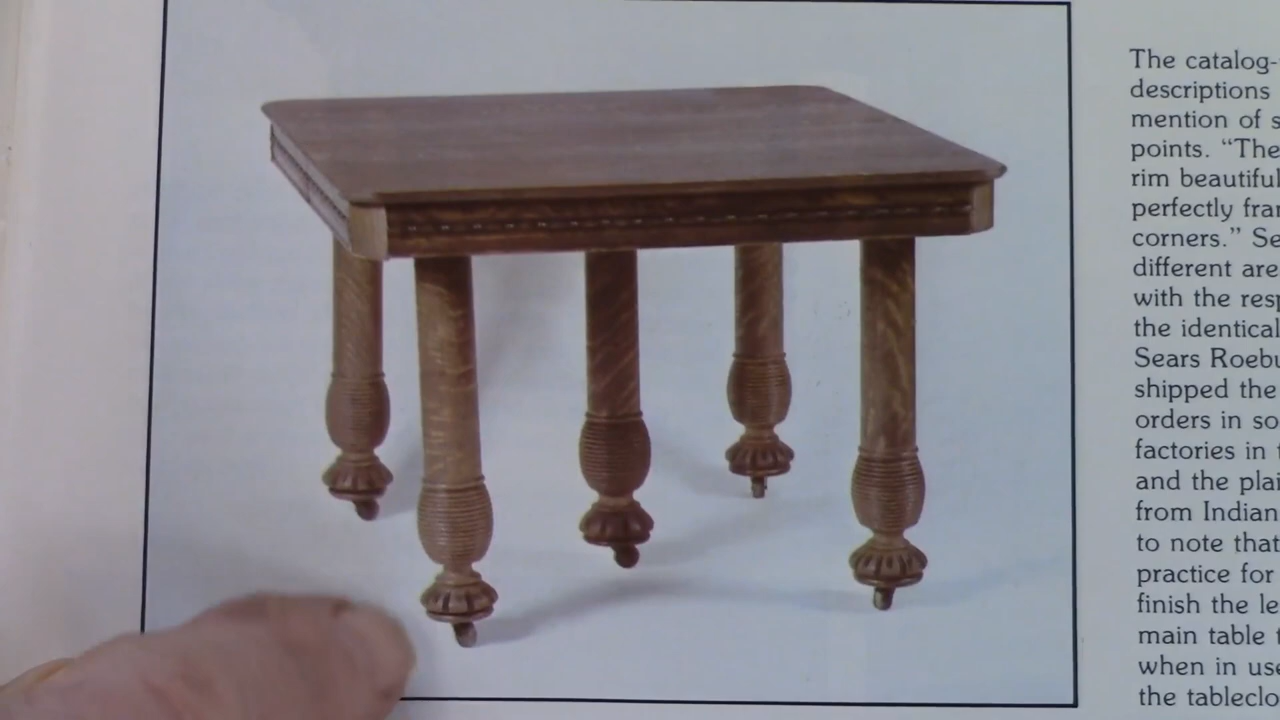 The catalog-
descriptions
mention of s
points. “The
rim beautiful
perfectly fra
corners.” Se
different are
with the resp
the identical
Sears Roebu
shipped the
orders in so
factories in t
and the plai
from Indian
to note that
practice for
finish the le
main table t
when in use
the tableclo